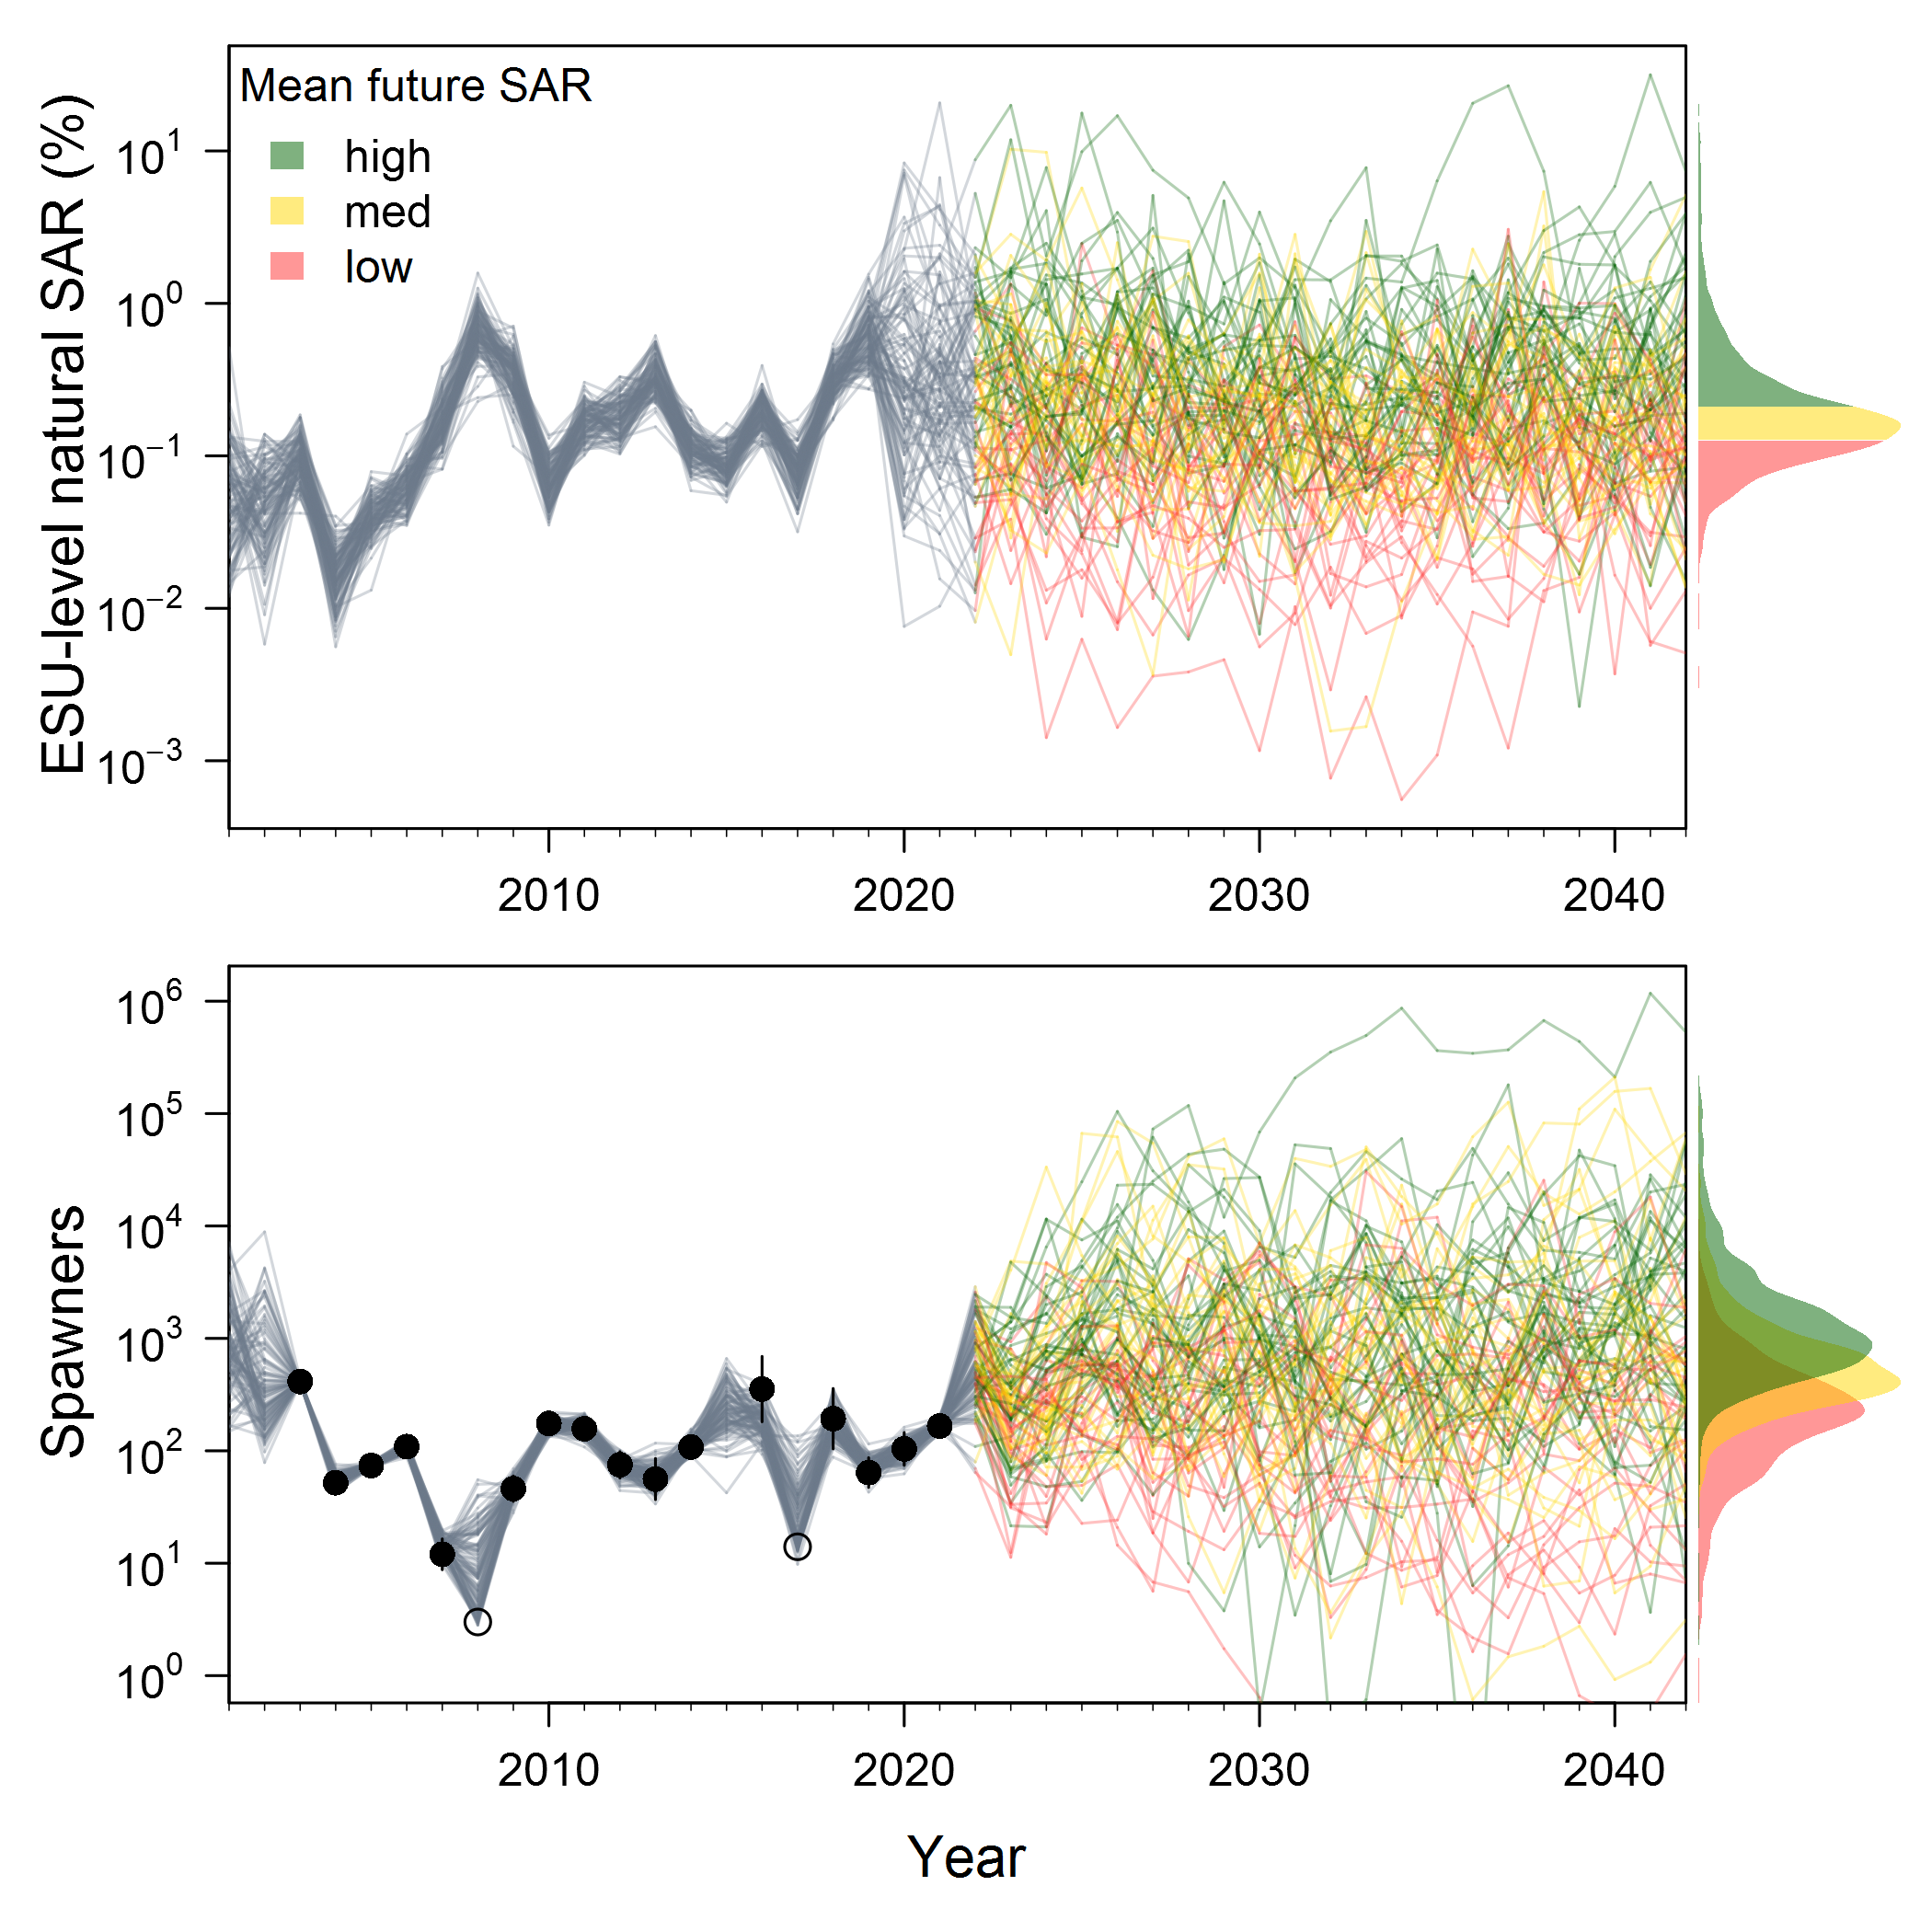 Mean future SAR
high
med
low
ESU-level natural SAR (%)
10¹
10⁰
10⁻¹
10⁻²
10⁻³
2010 2020 2030 2040
Spawners
10⁶
10⁵
10⁴
10³
10²
10¹
10⁰
2010 2020 2030 2040
Year